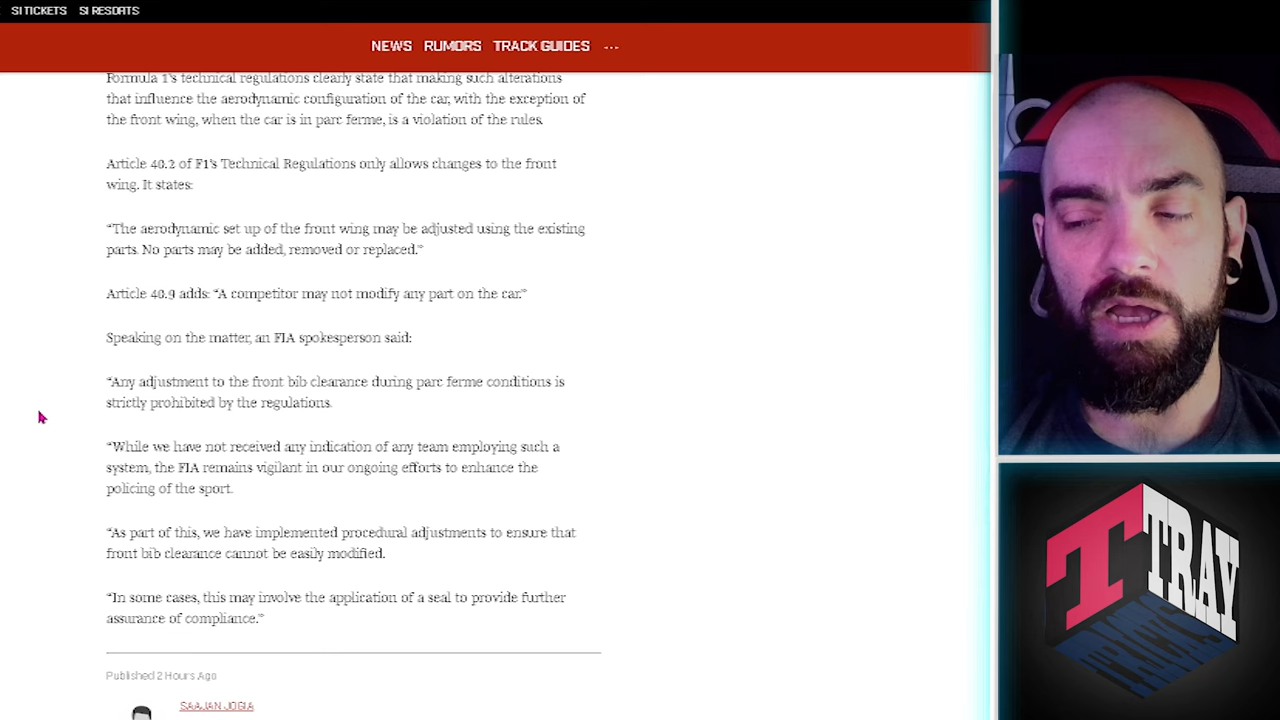 SI TICKETS SI RESORTS
NEWS RUMORS TRACK GUIDES ...
Formula 1's technical regulations clearly state that making such alterations
that influence the aerodynamic configuration of the car, with the exception of
the front wing, when the car is in parc ferme, is a violation of the rules.
Article 40.2 of F1's Technical Regulations only allows changes to the front
wing. It states:
“The aerodynamic set up of the front wing may be adjusted using the existing
parts. No parts may be added, removed or replaced.”
Article 40.9 adds: “A competitor may not modify any part on the car.”
Speaking on the matter, an FIA spokesperson said:
“Any adjustment to the front bib clearance during parc ferme conditions is
strictly prohibited by the regulations.
“While we have not received any indication of any team employing such a
system, the FIA remains vigilant in our ongoing efforts to enhance the
policing of the sport.
“As part of this, we have implemented procedural adjustments to ensure that
front bib clearance cannot be easily modified.
“In some cases, this may involve the application of a seal to provide further
assurance of compliance.”
Published 2 Hours Ago
SAAJAN JOGIA
T TRAY